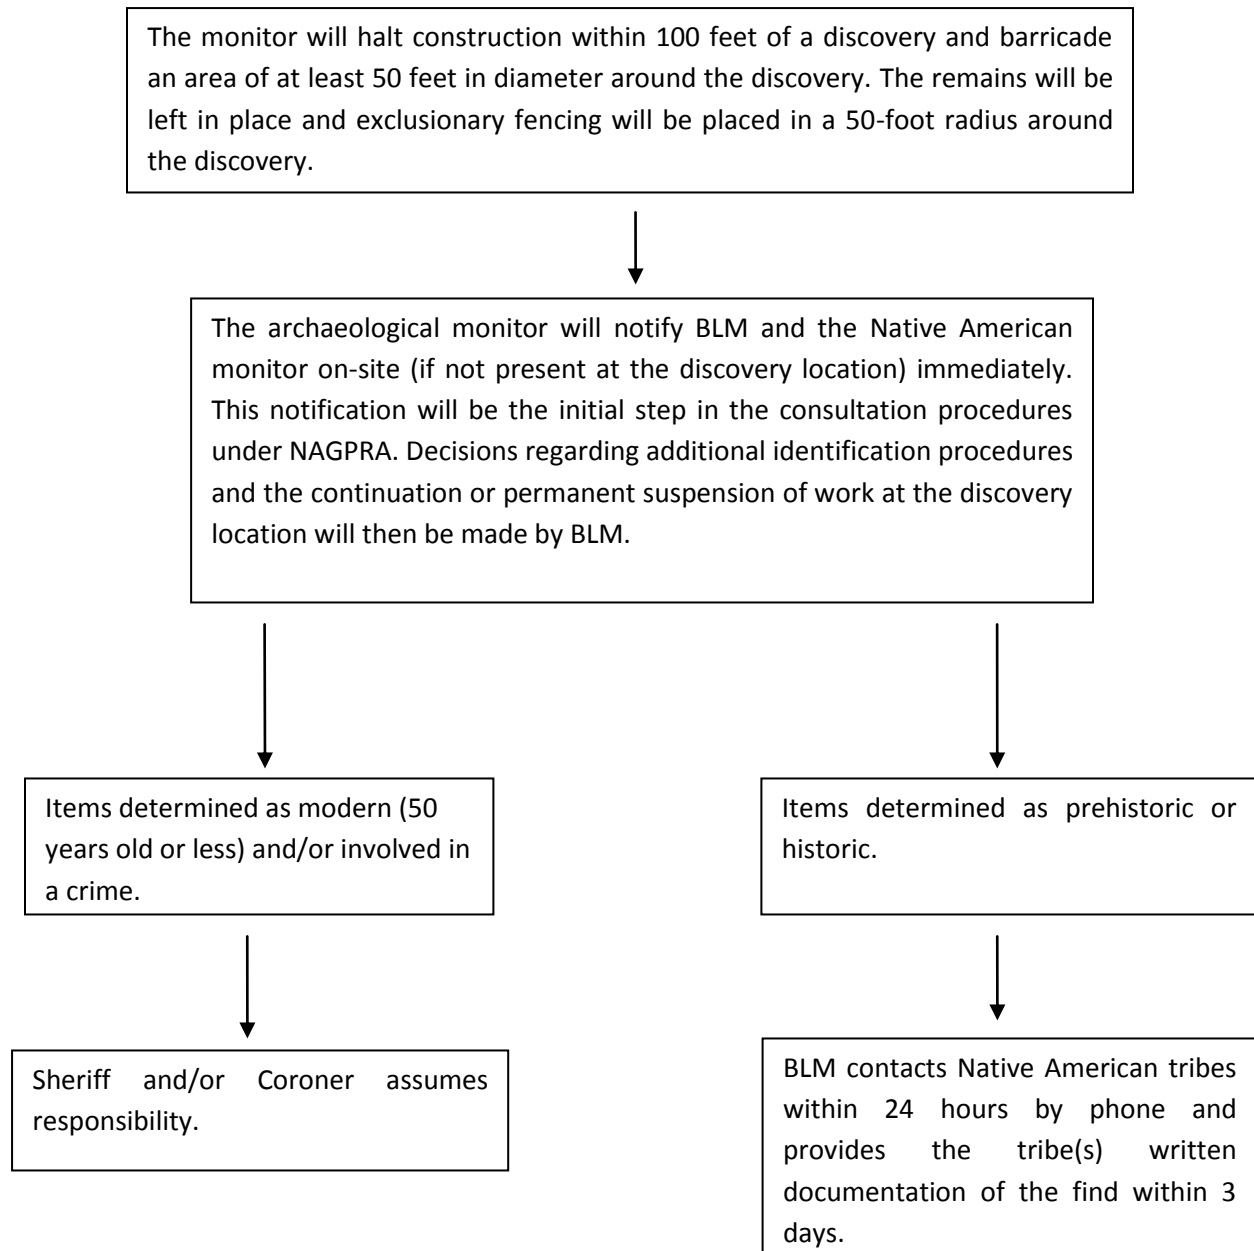 The monitor will halt construction within 100 feet of a discovery and barricade
an area of at least 50 feet in diameter around the discovery. The remains will be
left in place and exclusionary fencing will be placed in a 50-foot radius around
the discovery.
The archaeological monitor will notify BLM and the Native American
monitor on-site (if not present at the discovery location) immediately.
This notification will be the initial step in the consultation procedures
under NAGPRA. Decisions regarding additional identification procedures
and the continuation or permanent suspension of work at the discovery
location will then be made by BLM.
Items determined as modern (50
years old or less) and/or involved in
a crime.
Items determined as prehistoric or
historic.
Sheriff and/or Coroner assumes
responsibility.
BLM contacts Native American tribes
within 24 hours by phone and
provides the tribe(s) written
documentation of the find within 3
days.